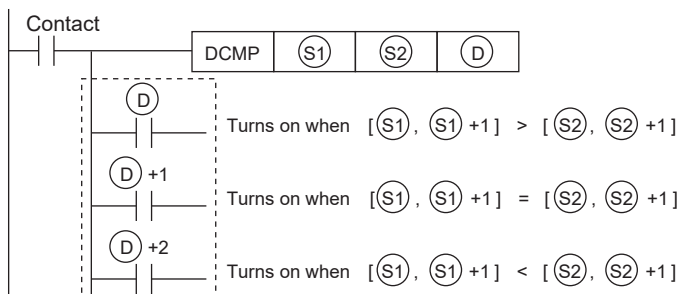 Contact
DCMP S1 S2 D
D
Turns on when [S1, S1 +1] > [S2, S2 +1]
D +1
Turns on when [S1, S1 +1] = [S2, S2 +1]
D +2
Turns on when [S1, S1 +1] < [S2, S2 +1]